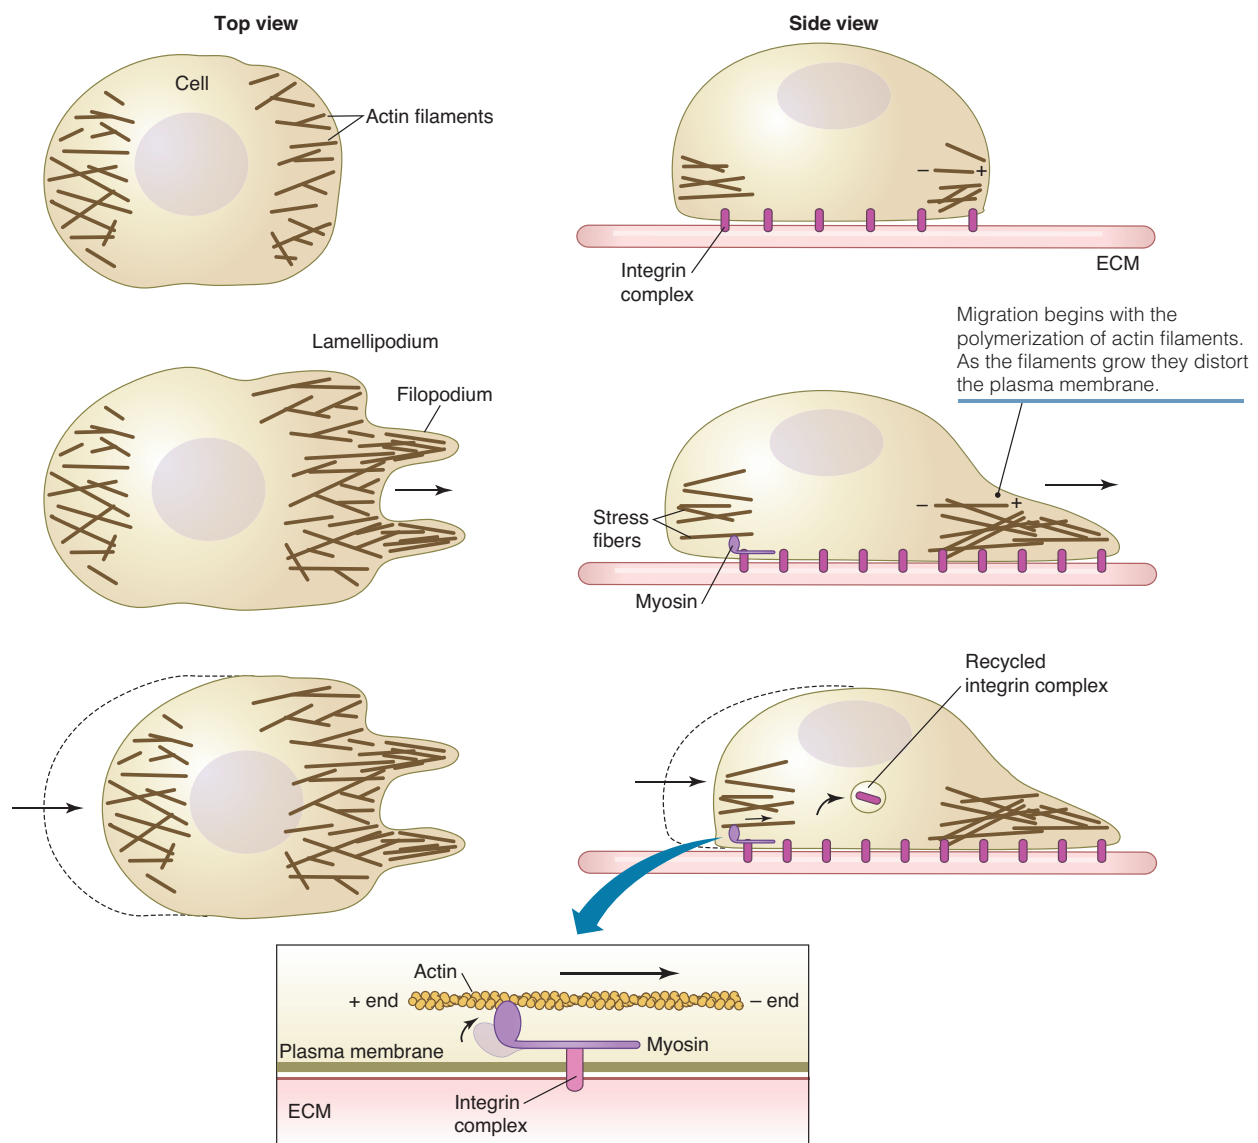 Top view
Side view
Cell
Actin filaments
– +
Integrin
complex
ECM
Migration begins with the
polymerization of actin filaments.
As the filaments grow they distort
the plasma membrane.
Lamellipodium
Filopodium
– +
Stress
fibers
Myosin
Recycled
integrin complex
Actin
+ end
– end
Plasma membrane
Myosin
ECM
Integrin
complex